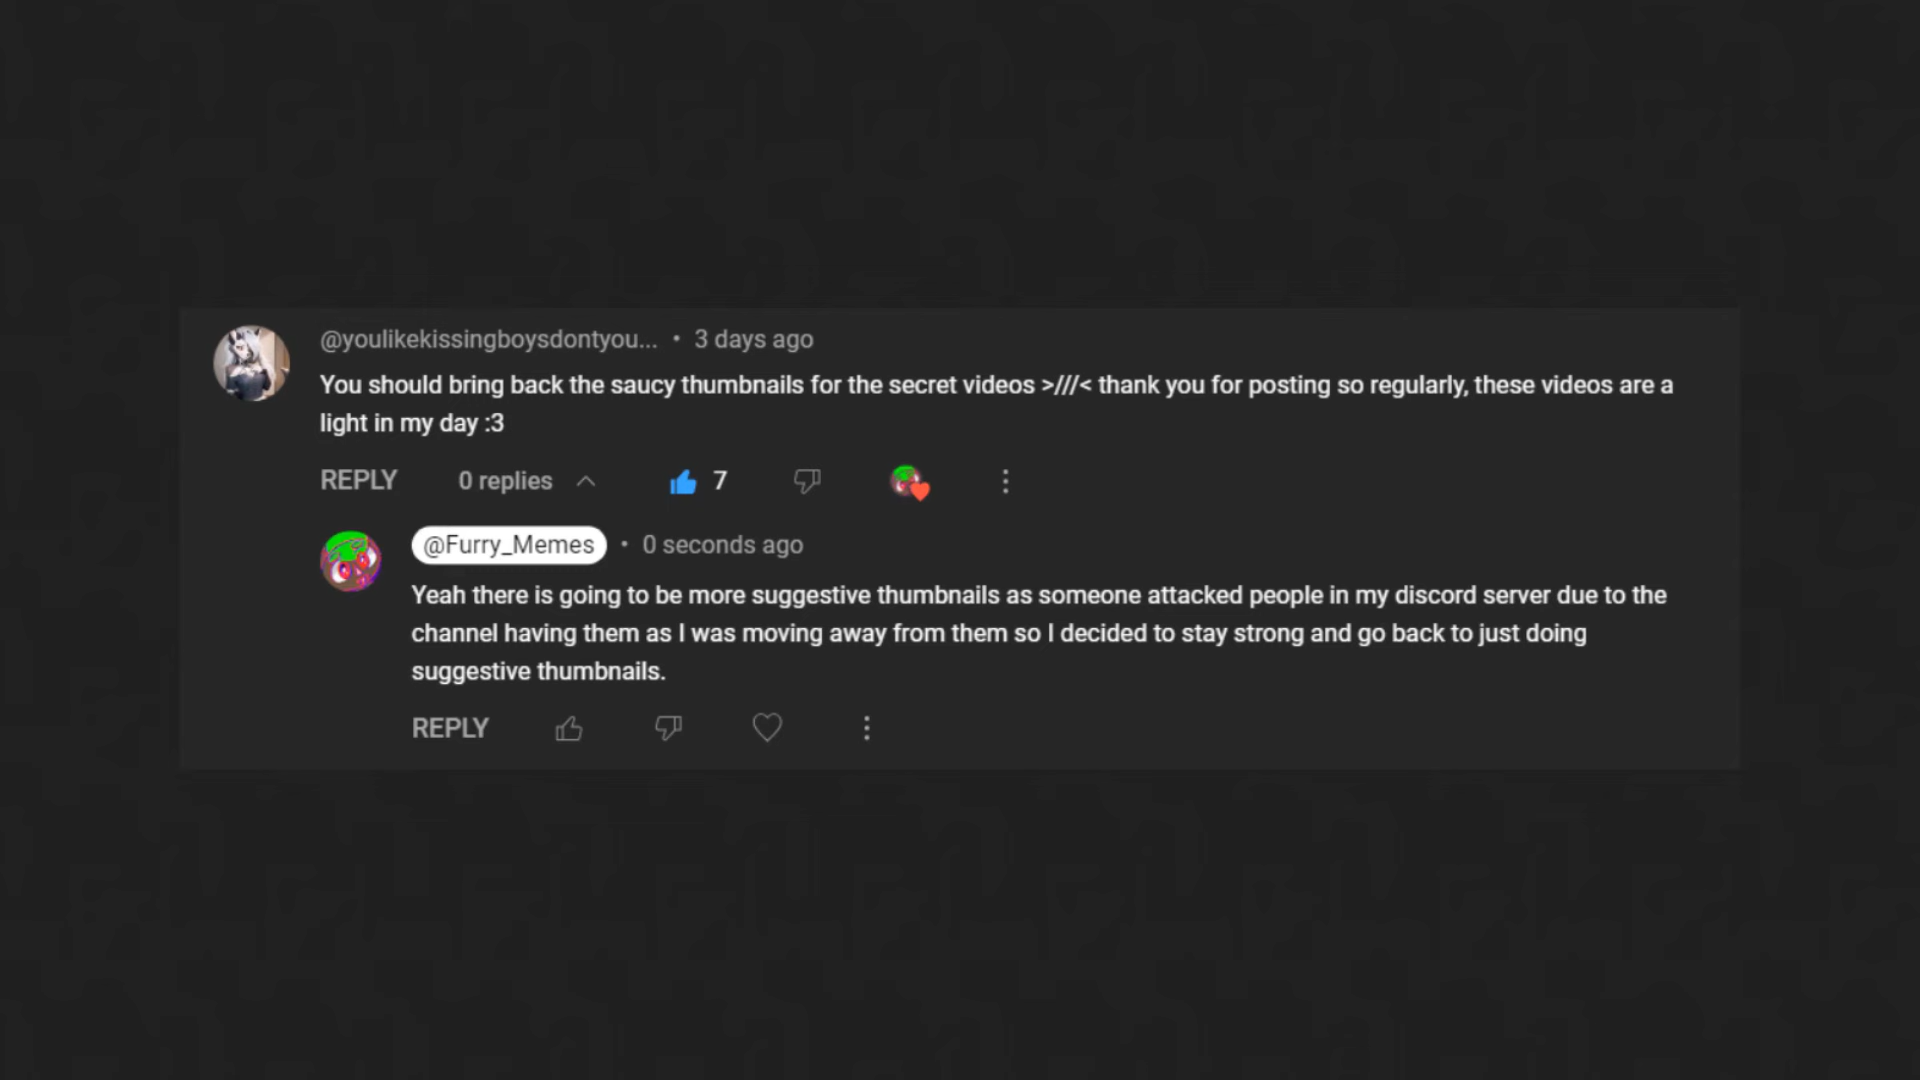 @youlikekissingboysdontyou... • 3 days ago
You should bring back the saucy thumbnails for the secret videos >///< thank you for posting so regularly, these videos are a
light in my day :3
REPLY 0 replies 7
@Furry_Memes • 0 seconds ago
Yeah there is going to be more suggestive thumbnails as someone attacked people in my discord server due to the
channel having them as I was moving away from them so I decided to stay strong and go back to just doing
suggestive thumbnails.
REPLY